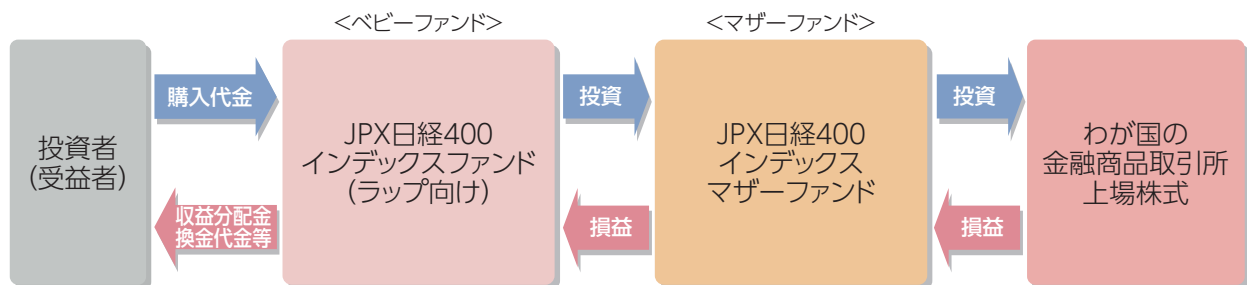 <ベビーファンド>
<マザーファンド>
投資者
(受益者)
購入代金
収益分配金
換金代金等
JPX日経400
インデックスファンド
(ラップ向け)
投資
損益
JPX日経400
インデックス
マザーファンド
投資
損益
わが国の
金融商品取引所
上場株式